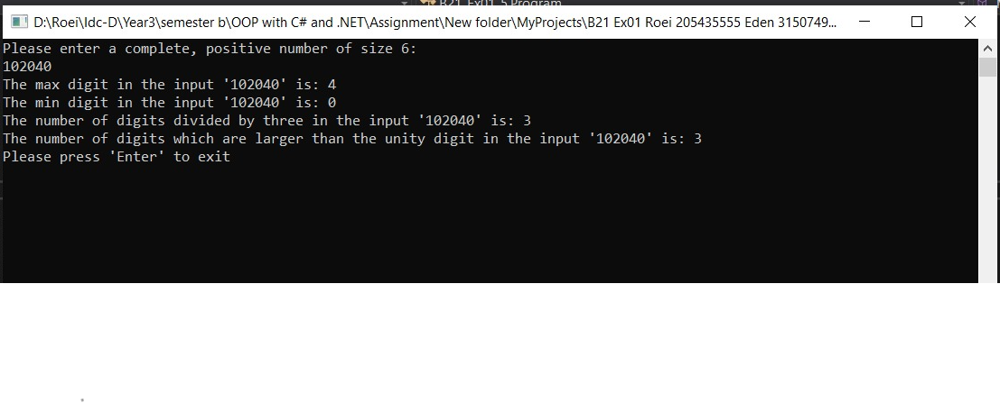 B21_Ex01_5.Program
D:\Roei\Idc-D\Year3\semester b\OOP with C# and .NET\Assignment\New folder\MyProjects\B21 Ex01 Roei 205435555 Eden 3150749...
Please enter a complete, positive number of size 6:
102040
The max digit in the input '102040' is: 4
The min digit in the input '102040' is: 0
The number of digits divided by three in the input '102040' is: 3
The number of digits which are larger than the unity digit in the input '102040' is: 3
Please press 'Enter' to exit